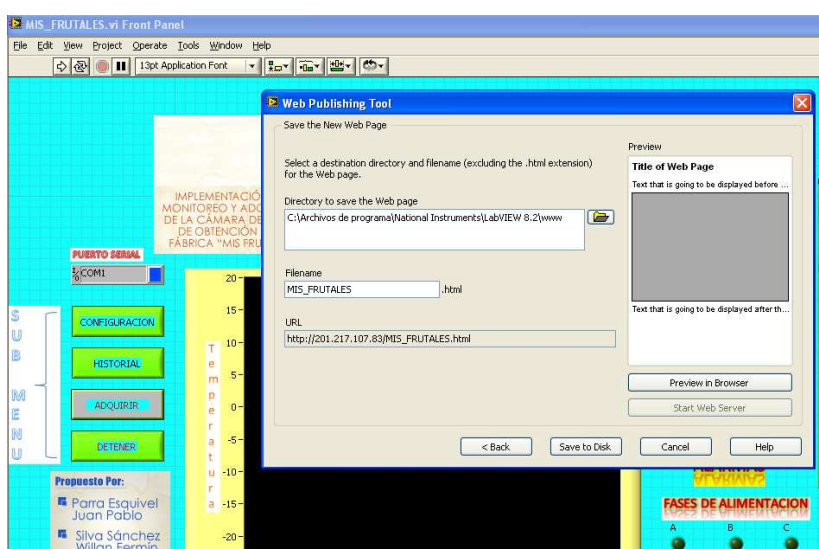 MIS_FRUTALES.vi Front Panel
File Edit View Project Operate Tools Window Help
13pt Application Font
IMPLEMENTACIÓ
MONITOREO Y ADQ
DE LA CÁMARA DE
DE OBTENCIÓN
FÁBRICA "MIS FRU
PUERTO SERIAL
COM1
SUB MENU
CONFIGURACION
HISTORIAL
ADQUIRIR
DETENER
Propuesto Por:
Parra Esquivel
Juan Pablo
Silva Sánchez
Willan Fermín
Temperatura
20
15
10
5
0
-5
-10
-15
-20
Web Publishing Tool
Save the New Web Page
Select a destination directory and filename (excluding the .html extension)
for the Web page.
Directory to save the Web page
C:\Archivos de programa\National Instruments\LabVIEW 8.2\www
Filename
MIS_FRUTALES .html
URL
http://201.217.107.83/MIS_FRUTALES.html
Preview
Title of Web Page
Text that is going to be displayed before ...
Text that is going to be displayed after th...
Preview in Browser
Start Web Server
< Back Save to Disk Cancel Help
ALARMAS
FASES DE ALIMENTACION
A B C